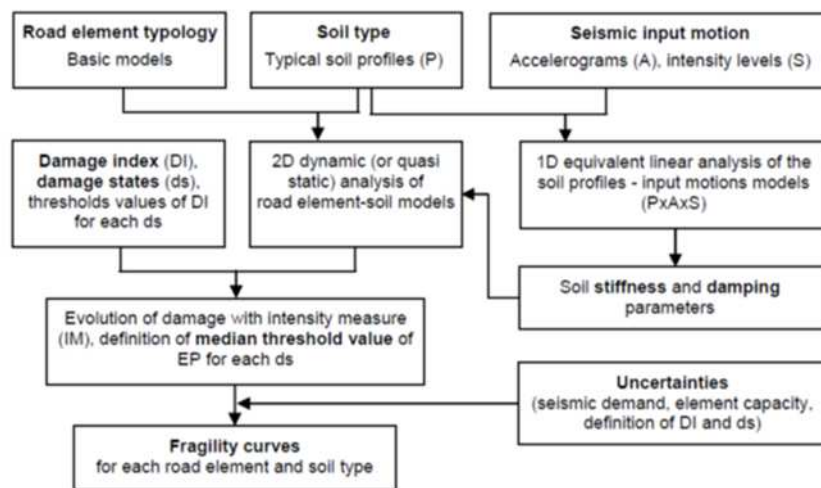 Road element typology
Basic models
Soil type
Typical soil profiles (P)
Seismic input motion
Accelerograms (A), intensity levels (S)
Damage index (DI),
damage states (ds),
thresholds values of DI
for each ds
2D dynamic (or quasi
static) analysis of
road element-soil models
1D equivalent linear analysis of the
soil profiles - input motions models
(PxAxS)
Soil stiffness and damping
parameters
Evolution of damage with intensity measure
(IM), definition of median threshold value of
EP for each ds
Uncertainties
(seismic demand, element capacity,
definition of DI and ds)
Fragility curves
for each road element and soil type